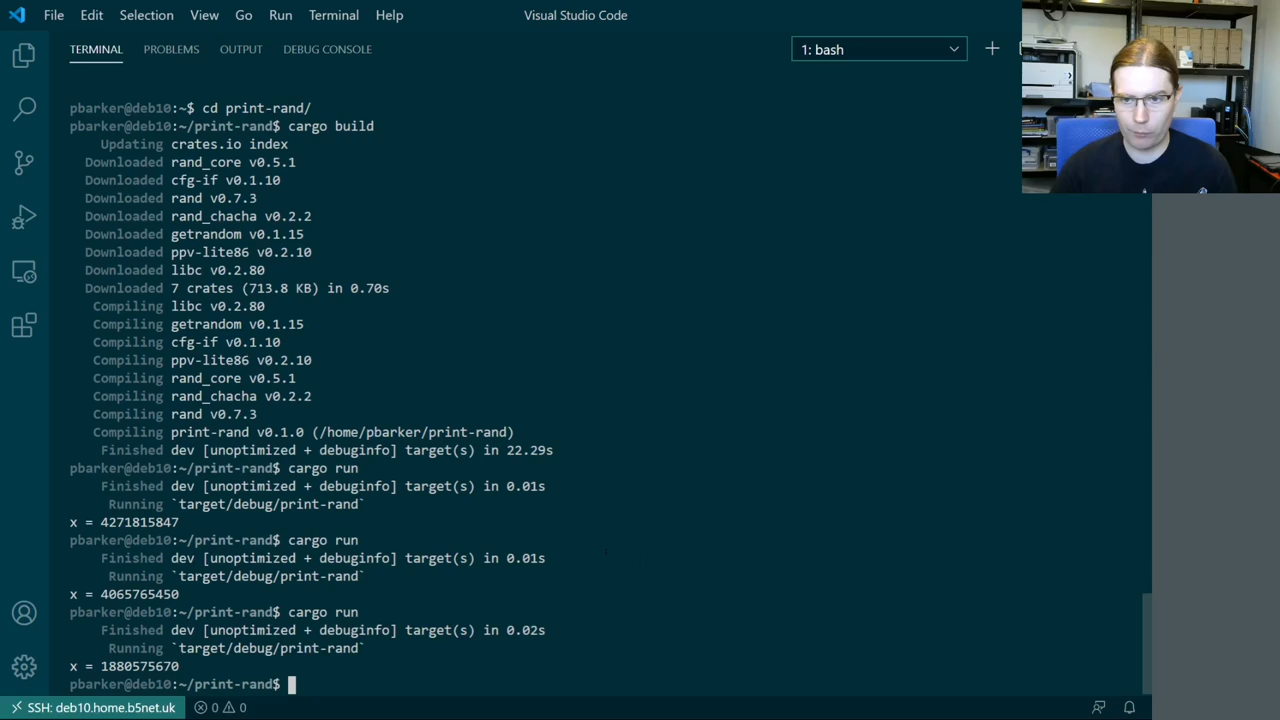 File Edit Selection View Go Run Terminal Help Visual Studio Code
TERMINAL PROBLEMS OUTPUT DEBUG CONSOLE 1: bash
pbarker@deb10:~$ cd print-rand/
pbarker@deb10:~/print-rand$ cargo build
Updating crates.io index
Downloaded rand_core v0.5.1
Downloaded cfg-if v0.1.10
Downloaded rand v0.7.3
Downloaded rand_chacha v0.2.2
Downloaded getrandom v0.1.15
Downloaded ppv-lite86 v0.2.10
Downloaded libc v0.2.80
Downloaded 7 crates (713.8 KB) in 0.70s
Compiling libc v0.2.80
Compiling getrandom v0.1.15
Compiling cfg-if v0.1.10
Compiling ppv-lite86 v0.2.10
Compiling rand_core v0.5.1
Compiling rand_chacha v0.2.2
Compiling rand v0.7.3
Compiling print-rand v0.1.0 (/home/pbarker/print-rand)
Finished dev [unoptimized + debuginfo] target(s) in 22.29s
pbarker@deb10:~/print-rand$ cargo run
Finished dev [unoptimized + debuginfo] target(s) in 0.01s
Running `target/debug/print-rand`
x = 4271815847
pbarker@deb10:~/print-rand$ cargo run
Finished dev [unoptimized + debuginfo] target(s) in 0.01s
Running `target/debug/print-rand`
x = 4065765450
pbarker@deb10:~/print-rand$ cargo run
Finished dev [unoptimized + debuginfo] target(s) in 0.02s
Running `target/debug/print-rand`
x = 1880575670
pbarker@deb10:~/print-rand$
SSH: deb10.home.b5net.uk 0 0